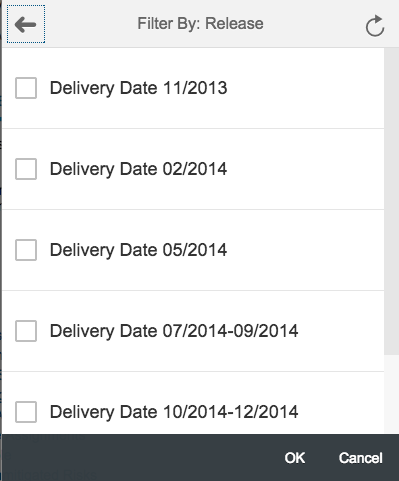 Filter By: Release
Delivery Date 11/2013
Delivery Date 02/2014
Delivery Date 05/2014
Delivery Date 07/2014-09/2014
Delivery Date 10/2014-12/2014
OK Cancel